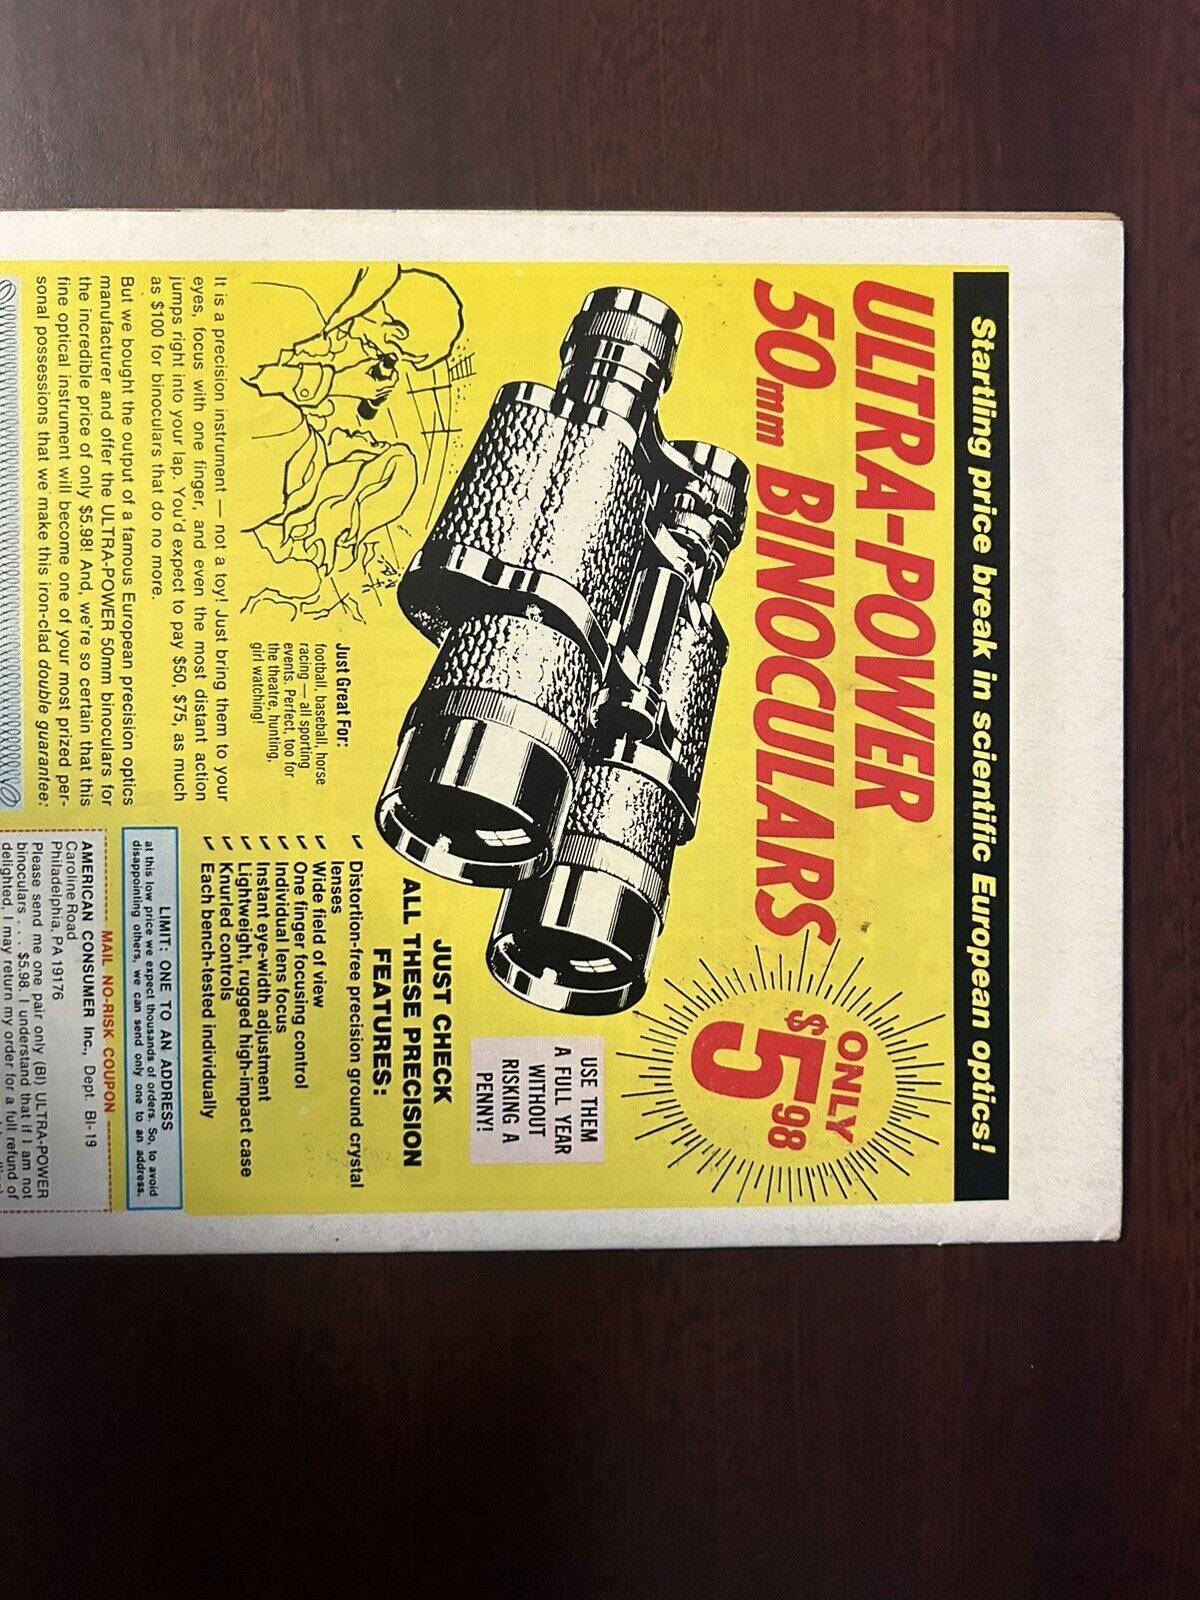 Startling price break in scientific European optics!
ULTRA-POWER
50mm BINOCULARS
ONLY
$5.98
USE THEM
A FULL YEAR
WITHOUT
RISKING A
PENNY!
Just Great For:
football, baseball, horse
racing — all sporting
events. Perfect, too for
the theatre, hunting,
girl watching!
It is a precision instrument — not a toy! Just bring them to your
eyes, focus with one finger, and even the most distant action
jumps right into your lap. You'd expect to pay $50, $75, as much
as $100 for binoculars that do no more.
But we bought the output of a famous European precision optics
manufacturer and offer the ULTRA-POWER 50mm binoculars for
the incredible price of only $5.98! And, we're so certain that this
fine optical instrument will become one of your most prized per-
sonal possessions that we make this iron-clad double guarantee:
JUST CHECK
ALL THESE PRECISION
FEATURES:
✓ Distortion-free precision ground crystal
lenses
✓ Wide field of view
✓ One finger focusing control
✓ Individual lens focus
✓ Instant eye-width adjustment
✓ Lightweight, rugged high-impact case
✓ Knurled controls
✓ Each bench-tested individually
LIMIT: ONE TO AN ADDRESS
at this low price we expect thousands of orders. So, to avoid
disappointing others, we can send only one to an address.
MAIL NO-RISK COUPON
AMERICAN CONSUMER Inc., Dept. BI-19
Caroline Road
Philadelphia, PA 19176
Please send me one pair only (BI) ULTRA-POWER
binoculars . . . $5.98. I understand that if I am not
delighted, I may return my order for a full refund of